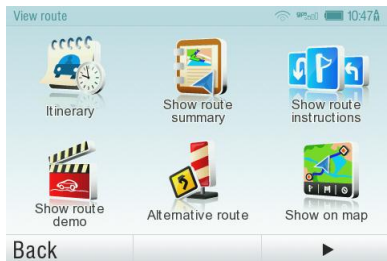 View route
10:47A
Itinerary
Show route
summary
Show route
instructions
Show route
demo
Alternative route
Show on map
Back